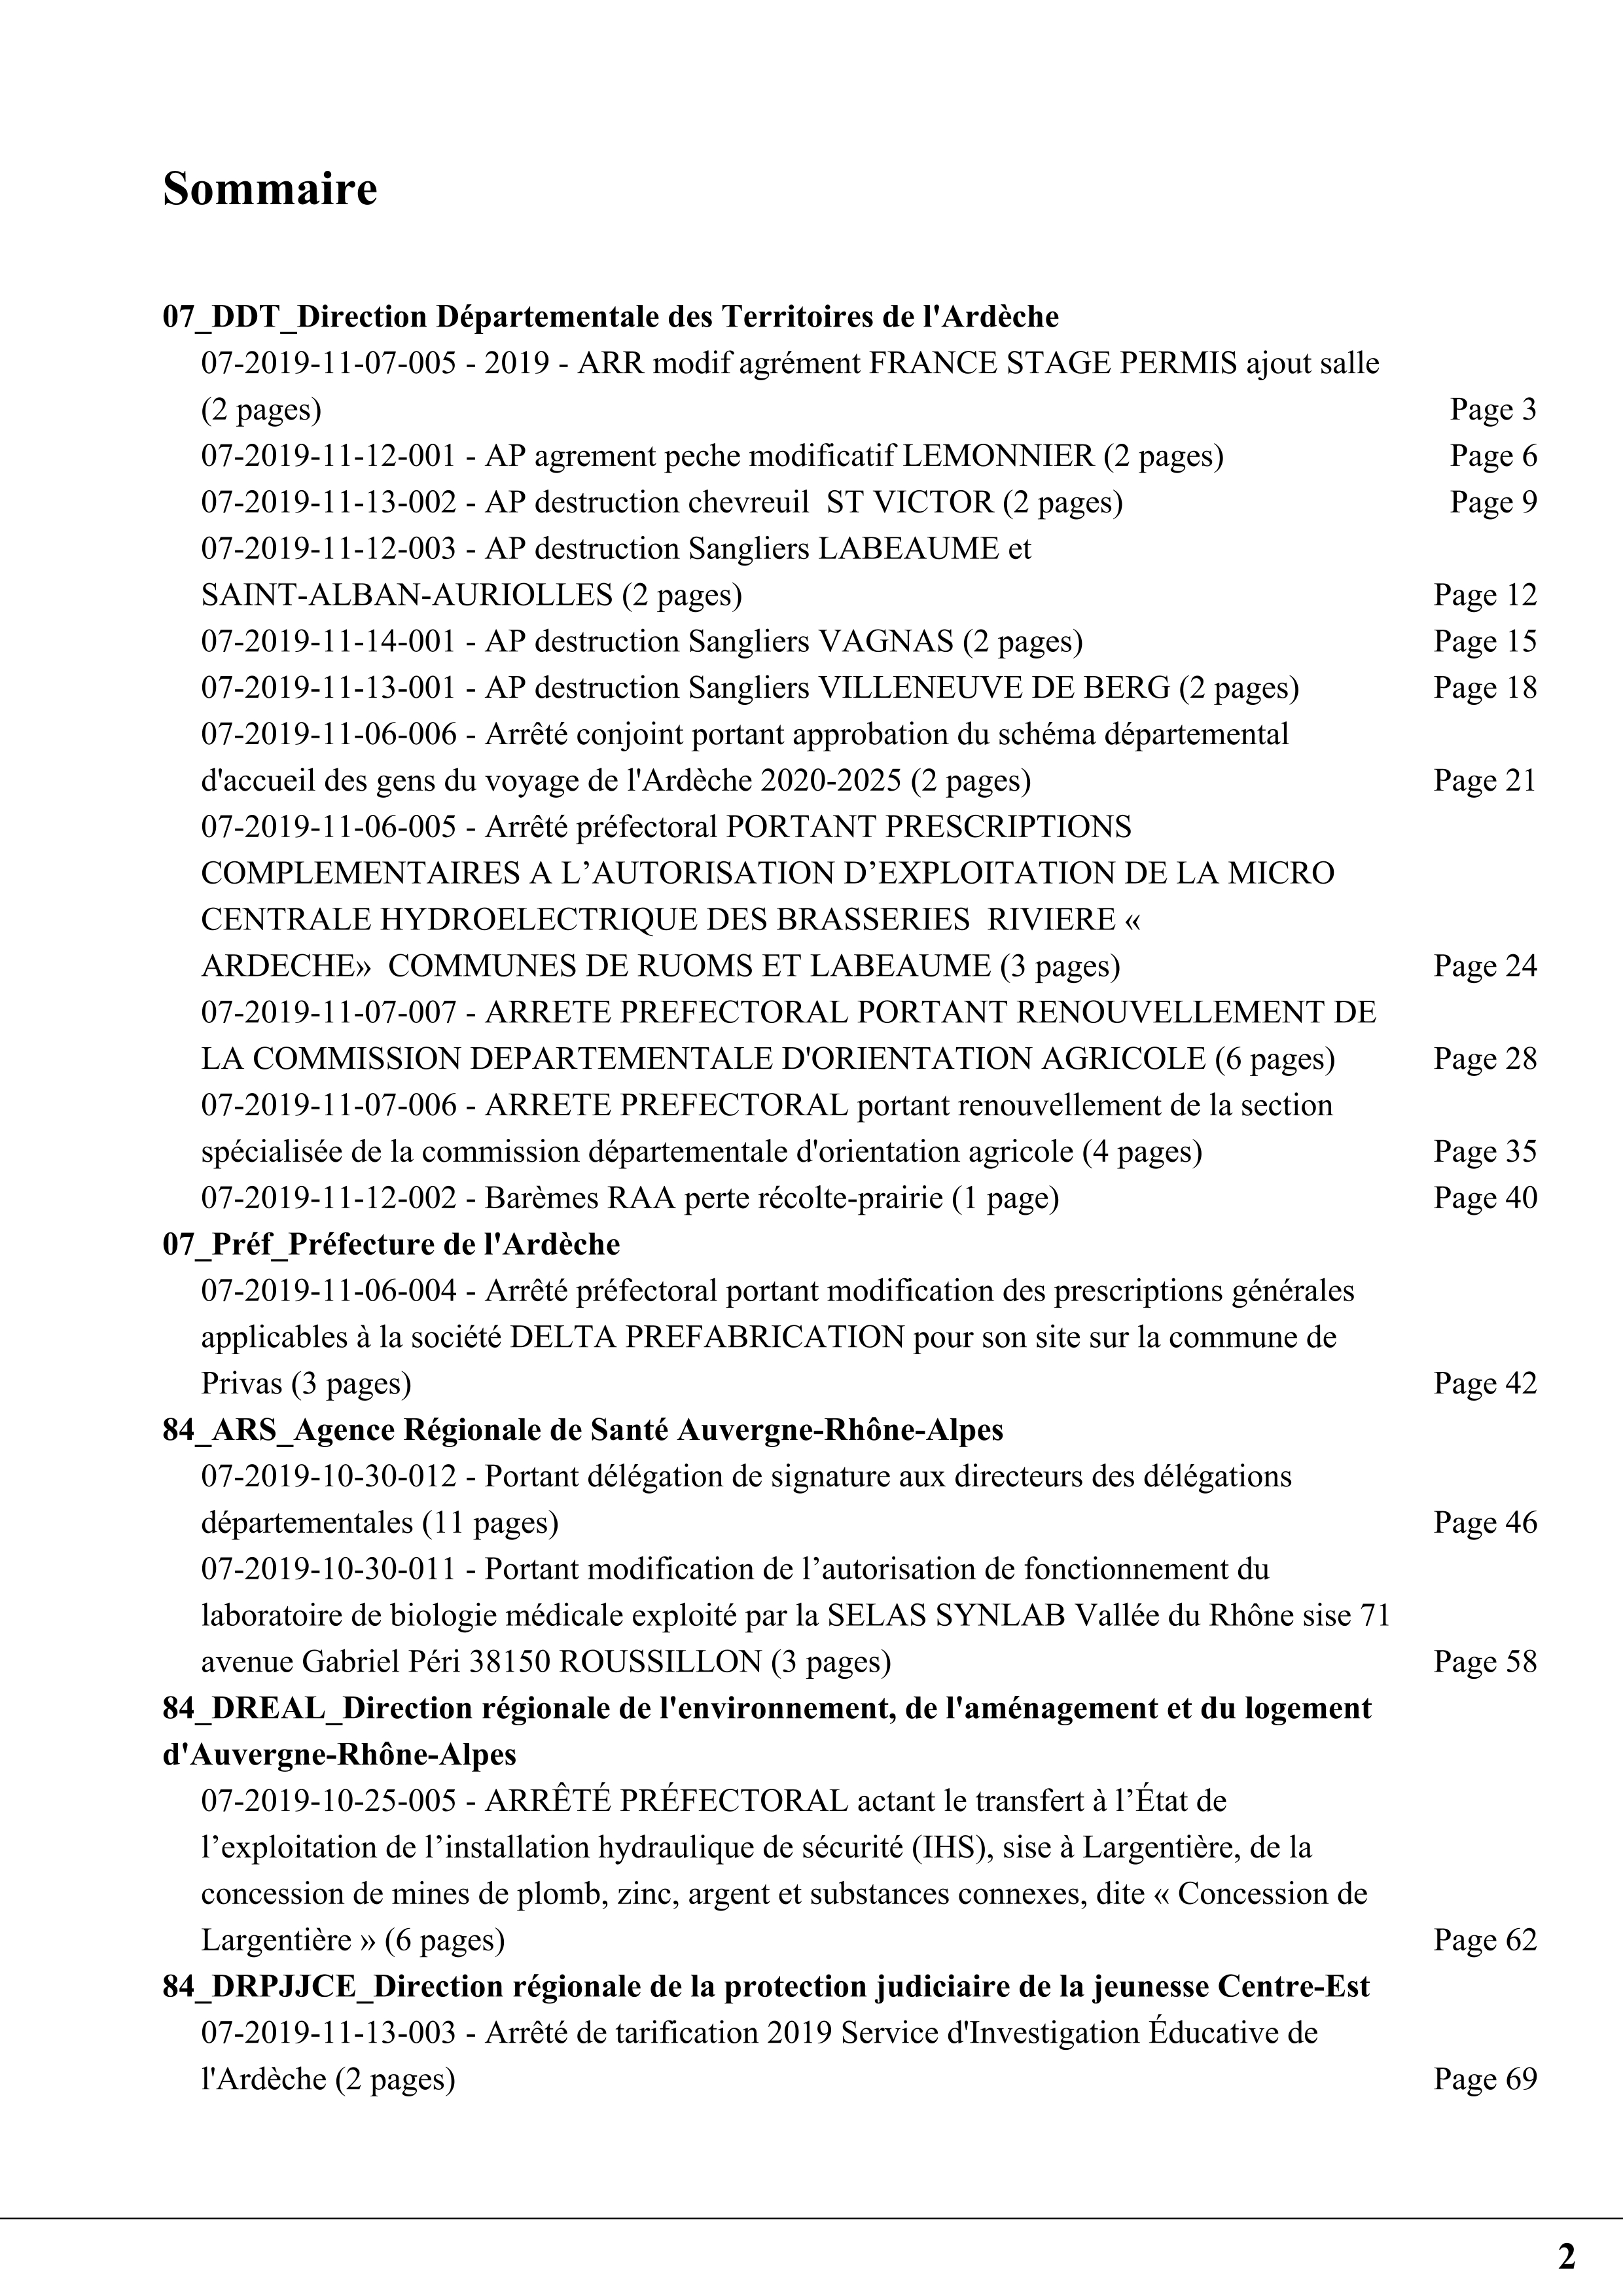 Sommaire
07_DDT_Direction Départementale des Territoires de l'Ardèche
07-2019-11-07-005 - 2019 - ARR modif agrément FRANCE STAGE PERMIS ajout salle
(2 pages) Page 3
07-2019-11-12-001 - AP agrement peche modificatif LEMONNIER (2 pages) Page 6
07-2019-11-13-002 - AP destruction chevreuil  ST VICTOR (2 pages) Page 9
07-2019-11-12-003 - AP destruction Sangliers LABEAUME et
SAINT-ALBAN-AURIOLLES (2 pages) Page 12
07-2019-11-14-001 - AP destruction Sangliers VAGNAS (2 pages) Page 15
07-2019-11-13-001 - AP destruction Sangliers VILLENEUVE DE BERG (2 pages) Page 18
07-2019-11-06-006 - Arrêté conjoint portant approbation du schéma départemental
d'accueil des gens du voyage de l'Ardèche 2020-2025 (2 pages) Page 21
07-2019-11-06-005 - Arrêté préfectoral PORTANT PRESCRIPTIONS
COMPLEMENTAIRES A L’AUTORISATION D’EXPLOITATION DE LA MICRO
CENTRALE HYDROELECTRIQUE DES BRASSERIES  RIVIERE «
ARDECHE»  COMMUNES DE RUOMS ET LABEAUME (3 pages) Page 24
07-2019-11-07-007 - ARRETE PREFECTORAL PORTANT RENOUVELLEMENT DE
LA COMMISSION DEPARTEMENTALE D'ORIENTATION AGRICOLE (6 pages) Page 28
07-2019-11-07-006 - ARRETE PREFECTORAL portant renouvellement de la section
spécialisée de la commission départementale d'orientation agricole (4 pages) Page 35
07-2019-11-12-002 - Barèmes RAA perte récolte-prairie (1 page) Page 40
07_Préf_Préfecture de l'Ardèche
07-2019-11-06-004 - Arrêté préfectoral portant modification des prescriptions générales
applicables à la société DELTA PREFABRICATION pour son site sur la commune de
Privas (3 pages) Page 42
84_ARS_Agence Régionale de Santé Auvergne-Rhône-Alpes
07-2019-10-30-012 - Portant délégation de signature aux directeurs des délégations
départementales (11 pages) Page 46
07-2019-10-30-011 - Portant modification de l’autorisation de fonctionnement du
laboratoire de biologie médicale exploité par la SELAS SYNLAB Vallée du Rhône sise 71
avenue Gabriel Péri 38150 ROUSSILLON (3 pages) Page 58
84_DREAL_Direction régionale de l'environnement, de l'aménagement et du logement
d'Auvergne-Rhône-Alpes
07-2019-10-25-005 - ARRÊTÉ PRÉFECTORAL actant le transfert à l’État de
l’exploitation de l’installation hydraulique de sécurité (IHS), sise à Largentière, de la
concession de mines de plomb, zinc, argent et substances connexes, dite « Concession de
Largentière » (6 pages) Page 62
84_DRPJJCE_Direction régionale de la protection judiciaire de la jeunesse Centre-Est
07-2019-11-13-003 - Arrêté de tarification 2019 Service d'Investigation Éducative de
l'Ardèche (2 pages) Page 69
2